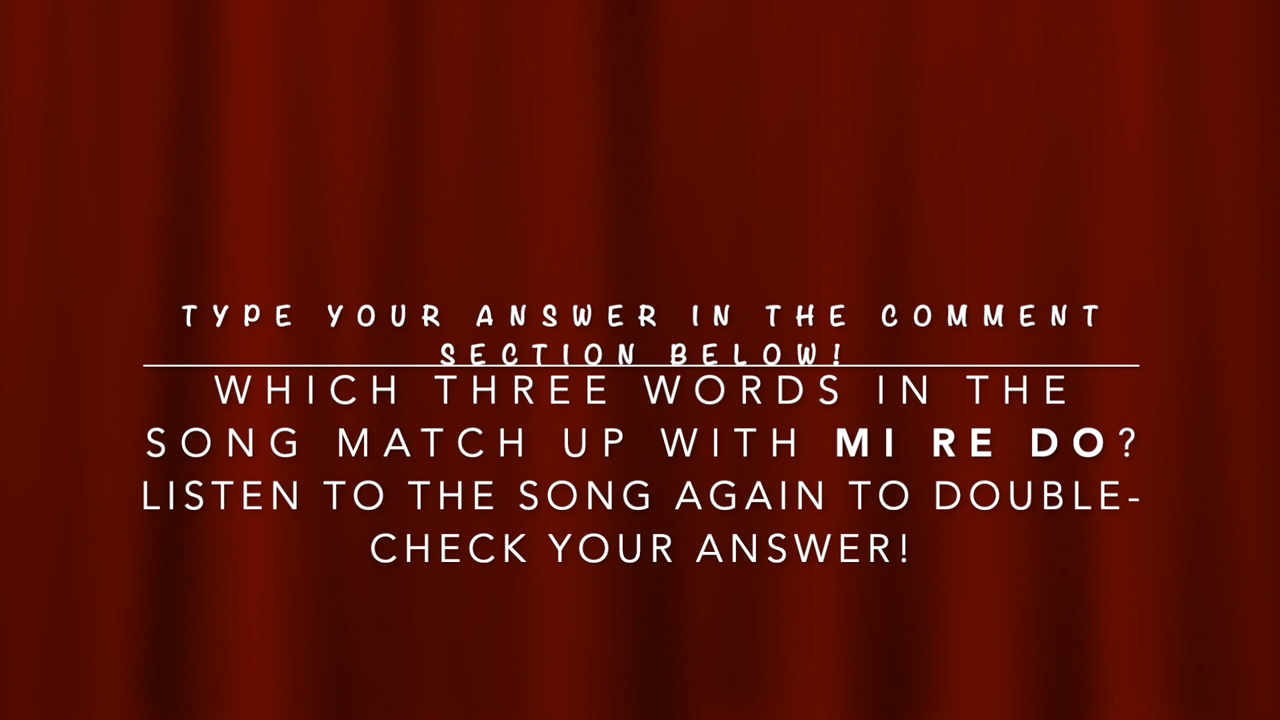 TYPE YOUR ANSWER IN THE COMMENT
SECTION BELOW!
WHICH THREE WORDS IN THE
SONG MATCH UP WITH MI RE DO?
LISTEN TO THE SONG AGAIN TO DOUBLE-
CHECK YOUR ANSWER!